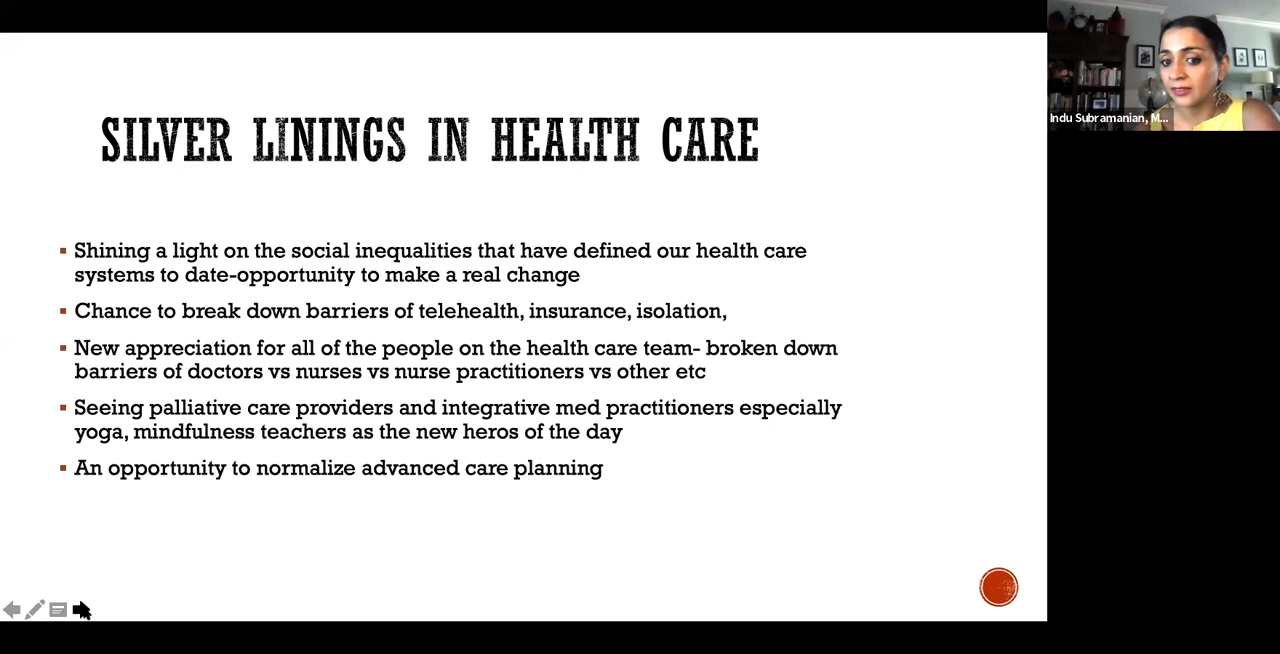 SILVER LININGS IN HEALTH CARE
Shining a light on the social inequalities that have defined our health care
systems to date-opportunity to make a real change
Chance to break down barriers of telehealth, insurance, isolation,
New appreciation for all of the people on the health care team- broken down
barriers of doctors vs nurses vs nurse practitioners vs other etc
Seeing palliative care providers and integrative med practitioners especially
yoga, mindfulness teachers as the new heros of the day
An opportunity to normalize advanced care planning
Indu Subramanian, M...